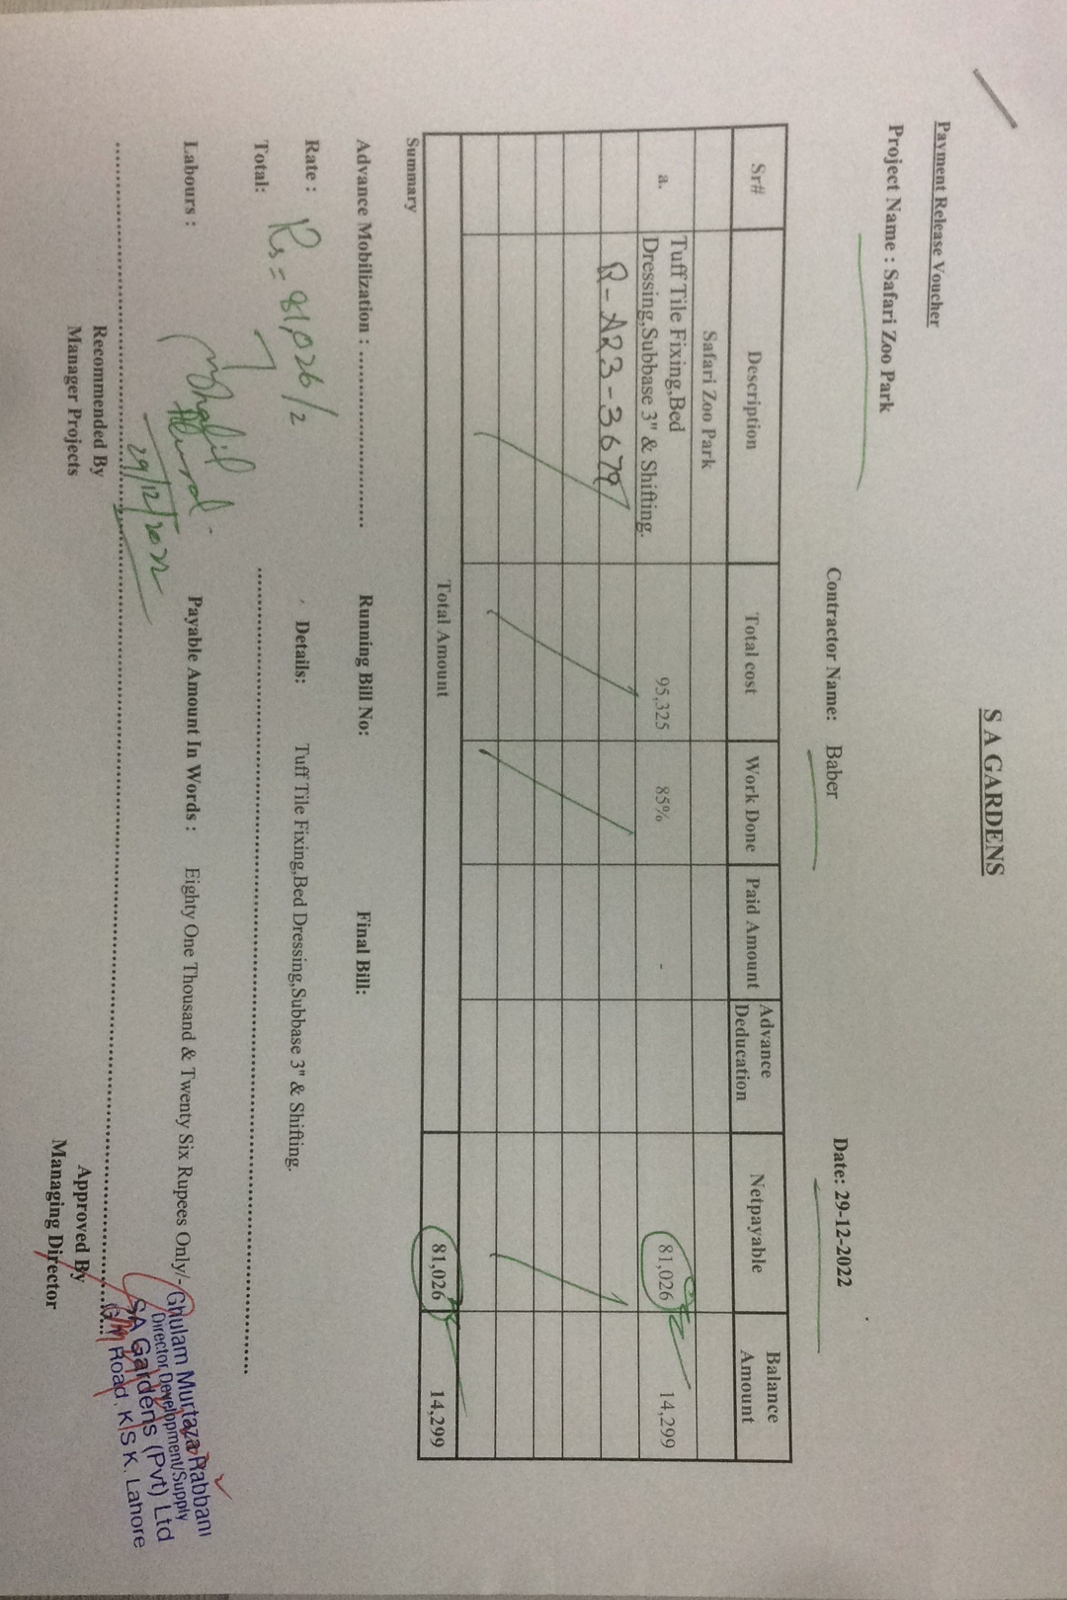 S A GARDENS
Payment Release Voucher
Project Name : Safari Zoo Park
Contractor Name: Baber
Date: 29-12-2022
Sr# Description Total cost Work Done Paid Amount Advance Deducation Netpayable Balance Amount
Safari Zoo Park
a. Tuff Tile Fixing,Bed Dressing,Subbase 3" & Shifting. 95,325 85% - 81,026 14,299
R-A23-3679
Total Amount 81,026 14,299
Summary
Advance Mobilization : ........................
Running Bill No:
Final Bill:
Rate :
Rs = 81,026/2
Details: Tuff Tile Fixing,Bed Dressing,Subbase 3" & Shifting.
Total:
Labours :
Payable Amount In Words : Eighty One Thousand & Twenty Six Rupees Only/-
29/12/2022
Recommended By
Manager Projects
Approved By
Managing Director
Ghulam Murtaza Rabbani
Director Development/Supply
SA Gardens (Pvt) Ltd
Road, K S K. Lahore